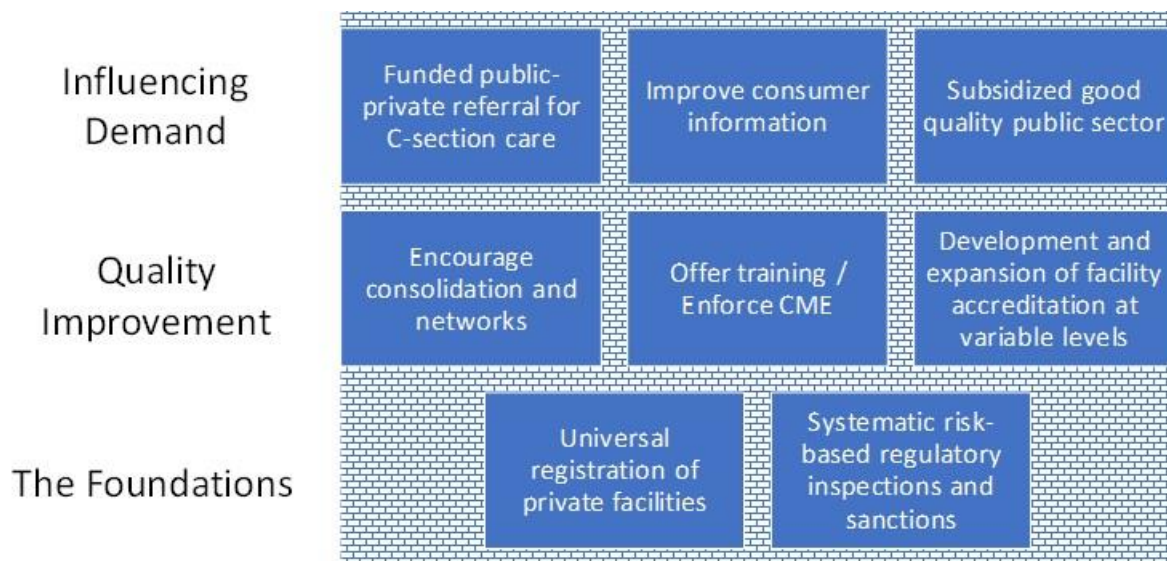 Influencing
Demand
Funded public-
private referral for
C-section care
Improve consumer
information
Subsidized good
quality public sector
Quality
Improvement
Encourage
consolidation and
networks
Offer training /
Enforce CME
Development and
expansion of facility
accreditation at
variable levels
The Foundations
Universal
registration of
private facilities
Systematic risk-
based regulatory
inspections and
sanctions